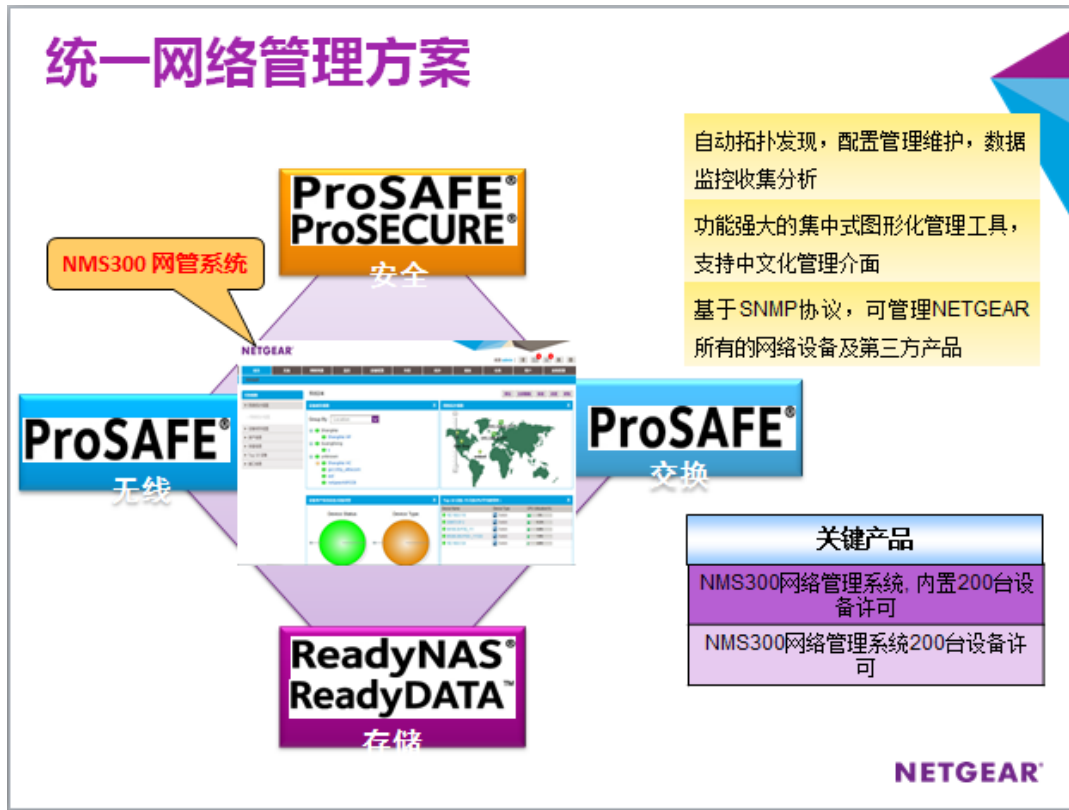 统一网络管理方案
自动拓扑发现，配置管理维护，数据
监控收集分析
功能强大的集中式图形化管理工具，
支持中文化管理介面
基于SNMP协议，可管理NETGEAR
所有的网络设备及第三方产品
ProSAFE®
ProSECURE®
安全
NMS300 网管系统
NETGEAR
Group By
Device Status
Device Type
ProSAFE®
无线
ProSAFE®
交换
关键产品
NMS300网络管理系统, 内置200台设
备许可
NMS300网络管理系统200台设备许
可
ReadyNAS®
ReadyDATA™
存储
NETGEAR